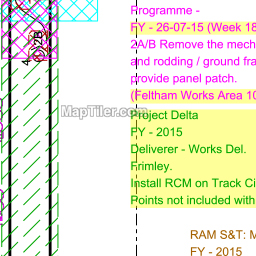 Programme -
FY - 26-07-15 (Week 18
2A/B Remove the mech
and rodding / ground fra
provide panel patch.
(Feltham Works Area 10
2B
MapTiler.com
Project Delta
FY - 2015
Deliverer - Works Del.
Frimley.
Install RCM on Track Ci
Points not included with
RAM S&T: M
FY - 2015